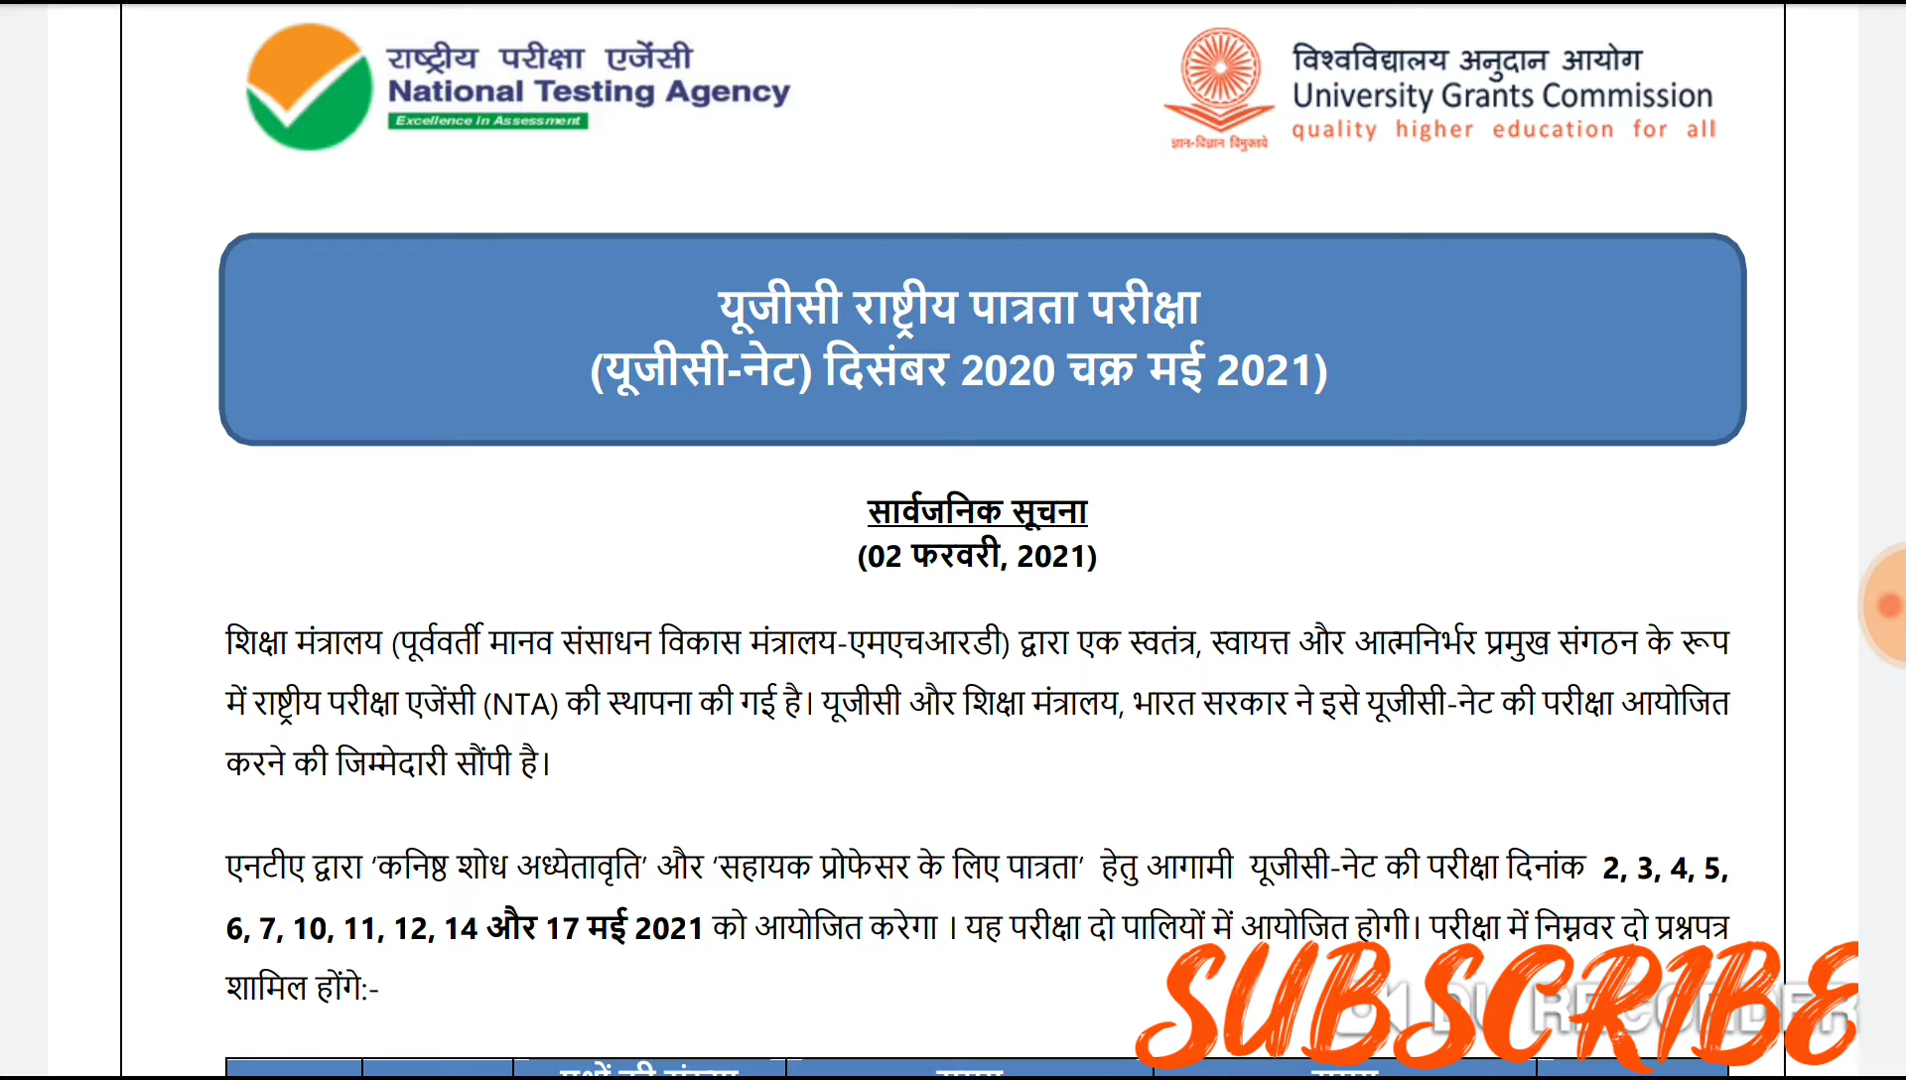 राष्ट्रीय परीक्षा एजेंसी
National Testing Agency
Excellence in Assessment
विश्वविद्यालय अनुदान आयोग
University Grants Commission
quality higher education for all
ज्ञान-विज्ञान विमुक्तये
यूजीसी राष्ट्रीय पात्रता परीक्षा
(यूजीसी-नेट) दिसंबर 2020 चक्र मई 2021)
सार्वजनिक सूचना
(02 फरवरी, 2021)
शिक्षा मंत्रालय (पूर्ववर्ती मानव संसाधन विकास मंत्रालय-एमएचआरडी) द्वारा एक स्वतंत्र, स्वायत्त और आत्मनिर्भर प्रमुख संगठन के रूप
में राष्ट्रीय परीक्षा एजेंसी (NTA) की स्थापना की गई है। यूजीसी और शिक्षा मंत्रालय, भारत सरकार ने इसे यूजीसी-नेट की परीक्षा आयोजित
करने की जिम्मेदारी सौंपी है।
एनटीए द्वारा 'कनिष्ठ शोध अध्येतावृति' और 'सहायक प्रोफेसर के लिए पात्रता' हेतु आगामी यूजीसी-नेट की परीक्षा दिनांक 2, 3, 4, 5,
6, 7, 10, 11, 12, 14 और 17 मई 2021 को आयोजित करेगा । यह परीक्षा दो पालियों में आयोजित होगी। परीक्षा में निम्नवर दो प्रश्नपत्र
शामिल होंगे:-
SUBSCRIBE